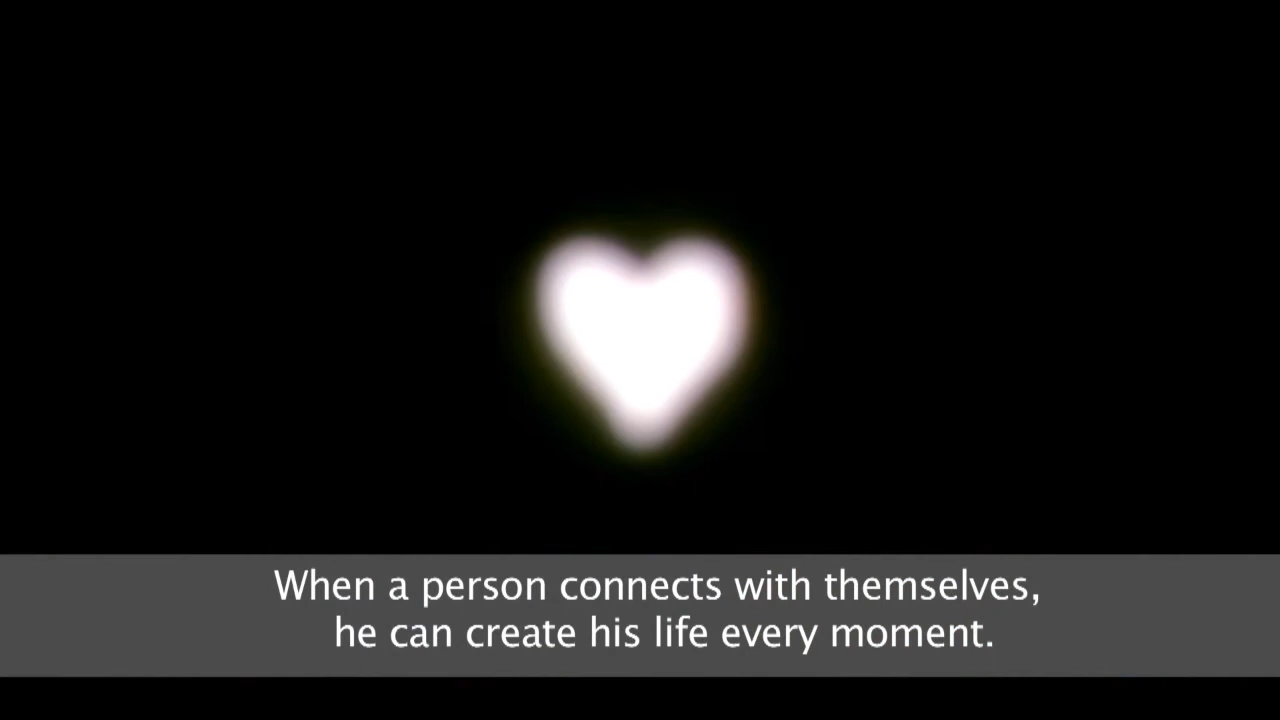 When a person connects with themselves,
he can create his life every moment.